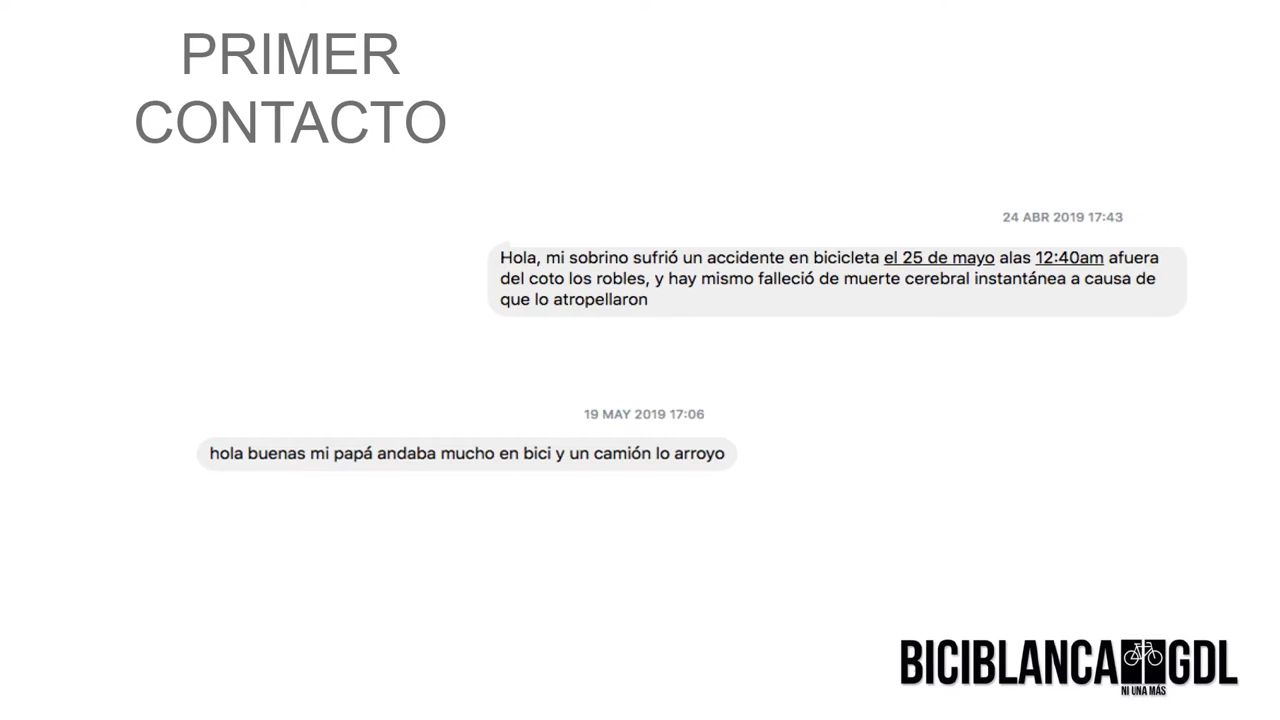 PRIMER
CONTACTO
24 ABR 2019 17:43
Hola, mi sobrino sufrió un accidente en bicicleta el 25 de mayo alas 12:40am afuera
del coto los robles, y hay mismo falleció de muerte cerebral instantánea a causa de
que lo atropellaron
19 MAY 2019 17:06
hola buenas mi papá andaba mucho en bici y un camión lo arroyo
BICIBLANCA GDL
NI UNA MÁS